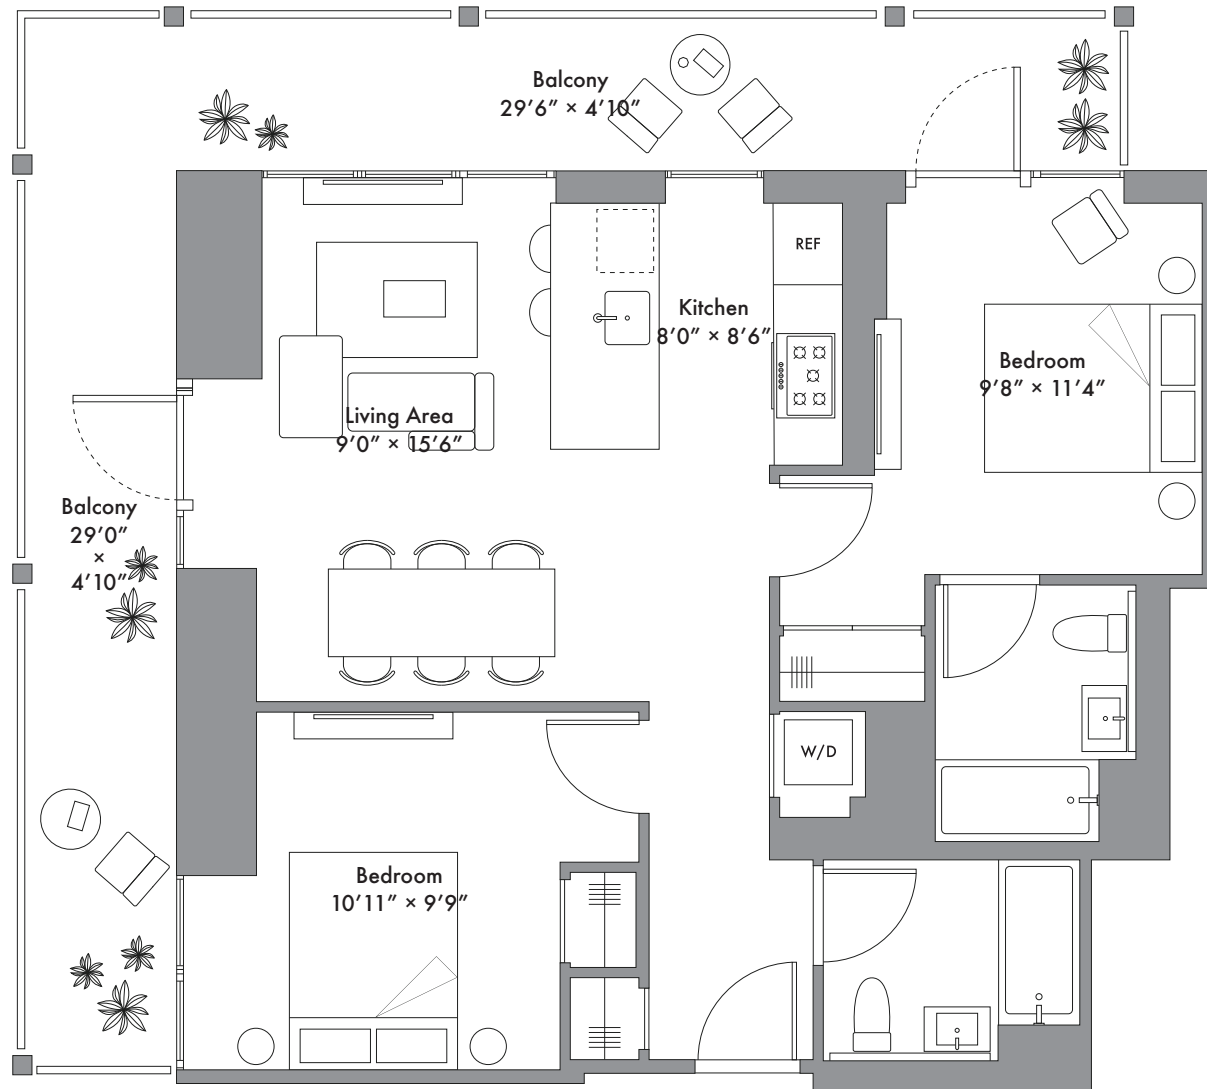 Balcony
29′6″ × 4′10″
REF
Kitchen
8′0″ × 8′6″
Bedroom
9′8″ × 11′4″
Living Area
9′0″ × 15′6″
Balcony
29′0″
×
4′10″
W/D
Bedroom
10′11″ × 9′9″